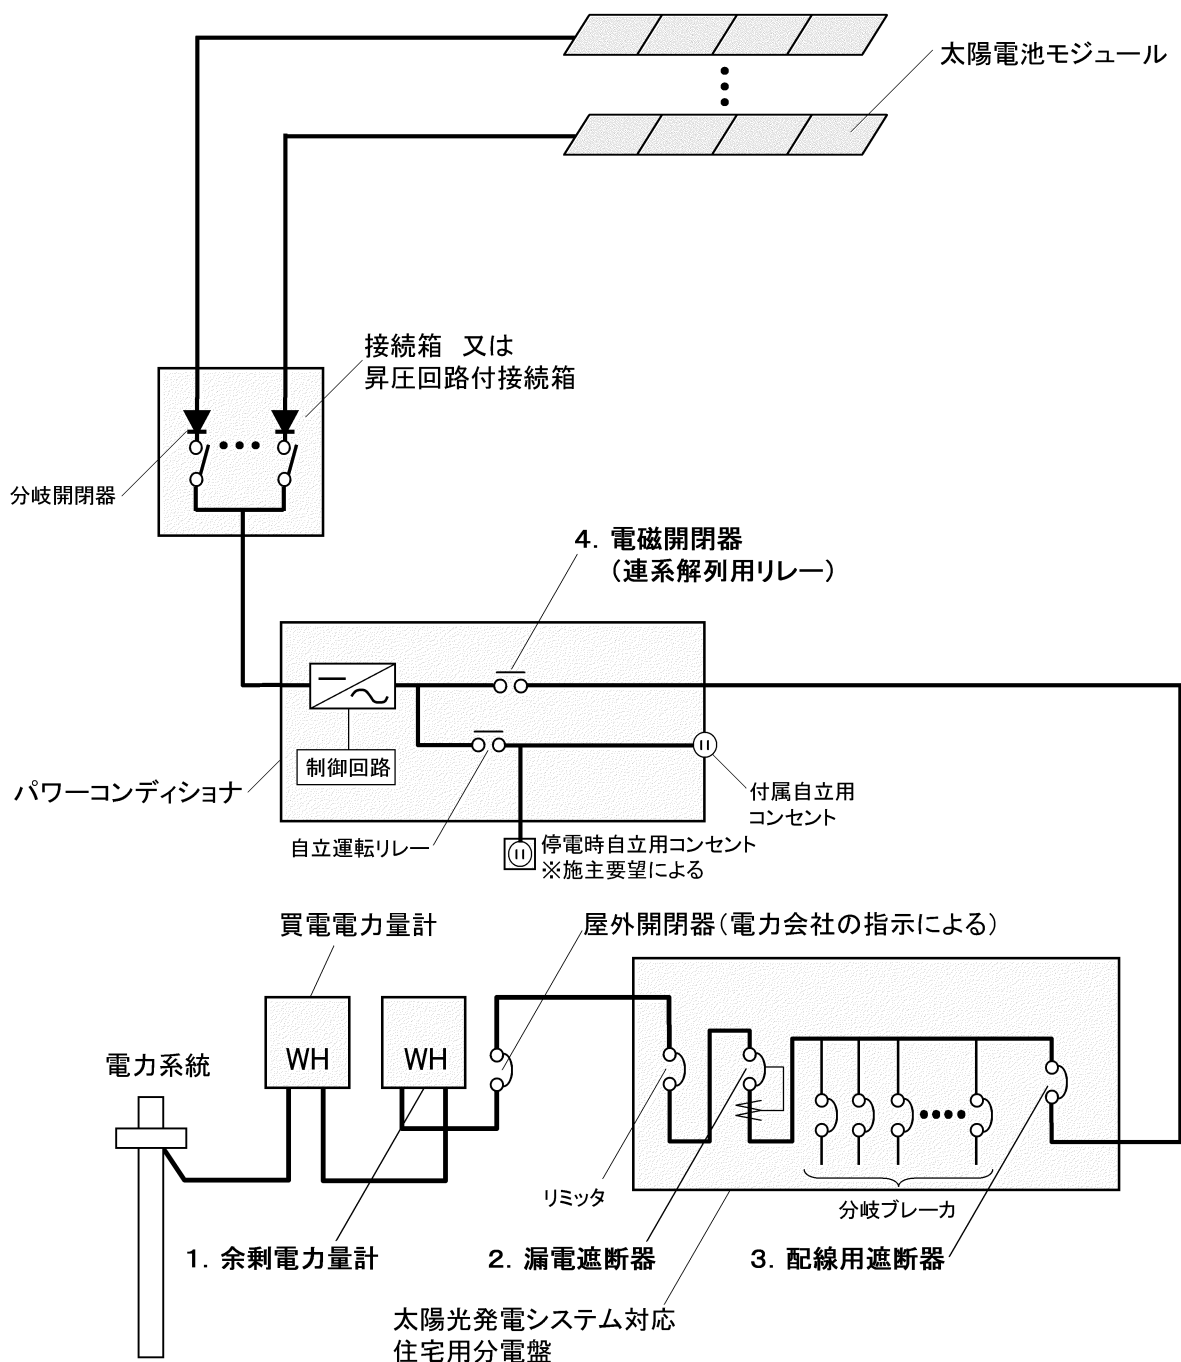 太陽電池モジュール
接続箱　又は
昇圧回路付接続箱
分岐開閉器
4. 電磁開閉器
（連系解列用リレー）
制御回路
パワーコンディショナ
付属自立用
コンセント
自立運転リレー
停電時自立用コンセント
※施主要望による
買電電力量計
屋外開閉器（電力会社の指示による）
WH
WH
電力系統
リミッタ
分岐ブレーカ
1. 余剰電力量計
2. 漏電遮断器
3. 配線用遮断器
太陽光発電システム対応
住宅用分電盤